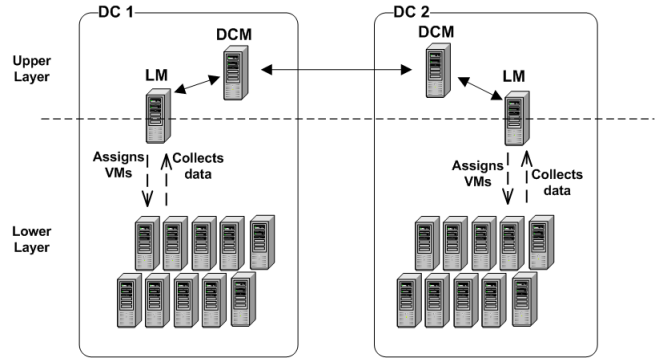 DC 1
DC 2
DCM
DCM
Upper
Layer
LM
LM
Assigns
VMs
Collects
data
Assigns
VMs
Collects
data
Lower
Layer